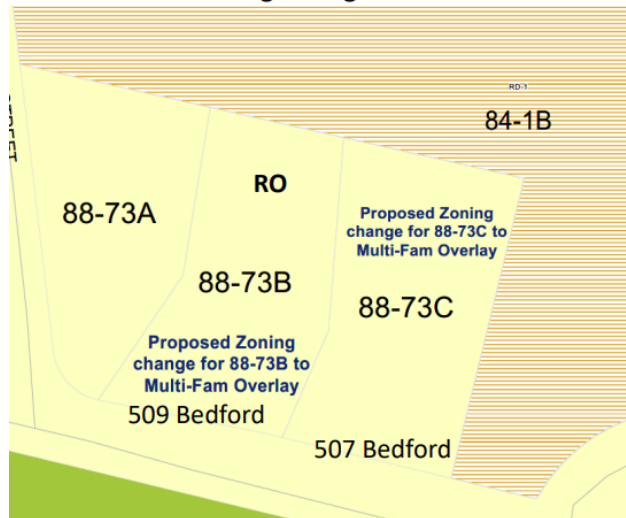 RD-1
84-1B
STREET
RO
88-73A
Proposed Zoning
change for 88-73C to
Multi-Fam Overlay
88-73B
88-73C
Proposed Zoning
change for 88-73B to
Multi-Fam Overlay
509 Bedford
507 Bedford